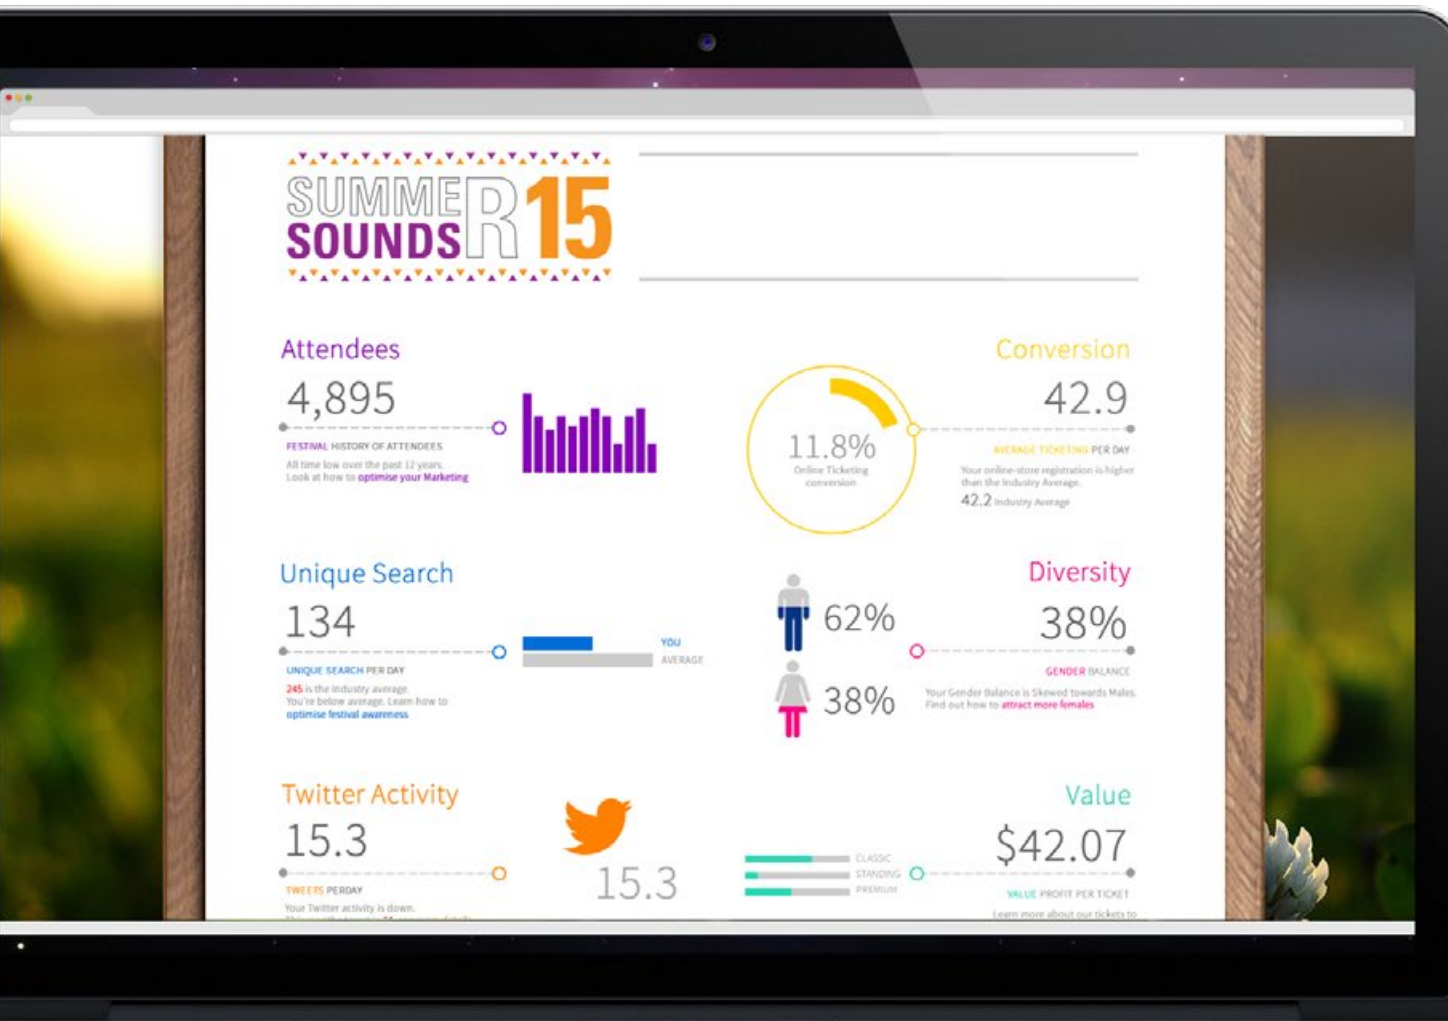 SUMMER 15
SOUNDS
Attendees
4,895
FESTIVAL HISTORY OF ATTENDEES
All time low over the past 12 years.
Look at how to optimise your Marketing
Conversion
42.9
11.8%
Online Ticketing
conversion
AVERAGE TICKETING PER DAY
Your online-store registration is higher
than the Industry Average.
42.2 Industry Average
Unique Search
134
UNIQUE SEARCH PER DAY
245 is the industry average.
You're below average. Learn how to
optimise festival awareness
YOU
AVERAGE
Diversity
62%
38%
38%
GENDER BALANCE
Your Gender Balance is Skewed towards Males.
Find out how to attract more females
Twitter Activity
15.3
TWEETS PERDAY
Your Twitter activity is down.
15.3
Value
$42.07
CLASSIC
STANDING
PREMIUM
VALUE PROFIT PER TICKET
Learn more about our tickets to